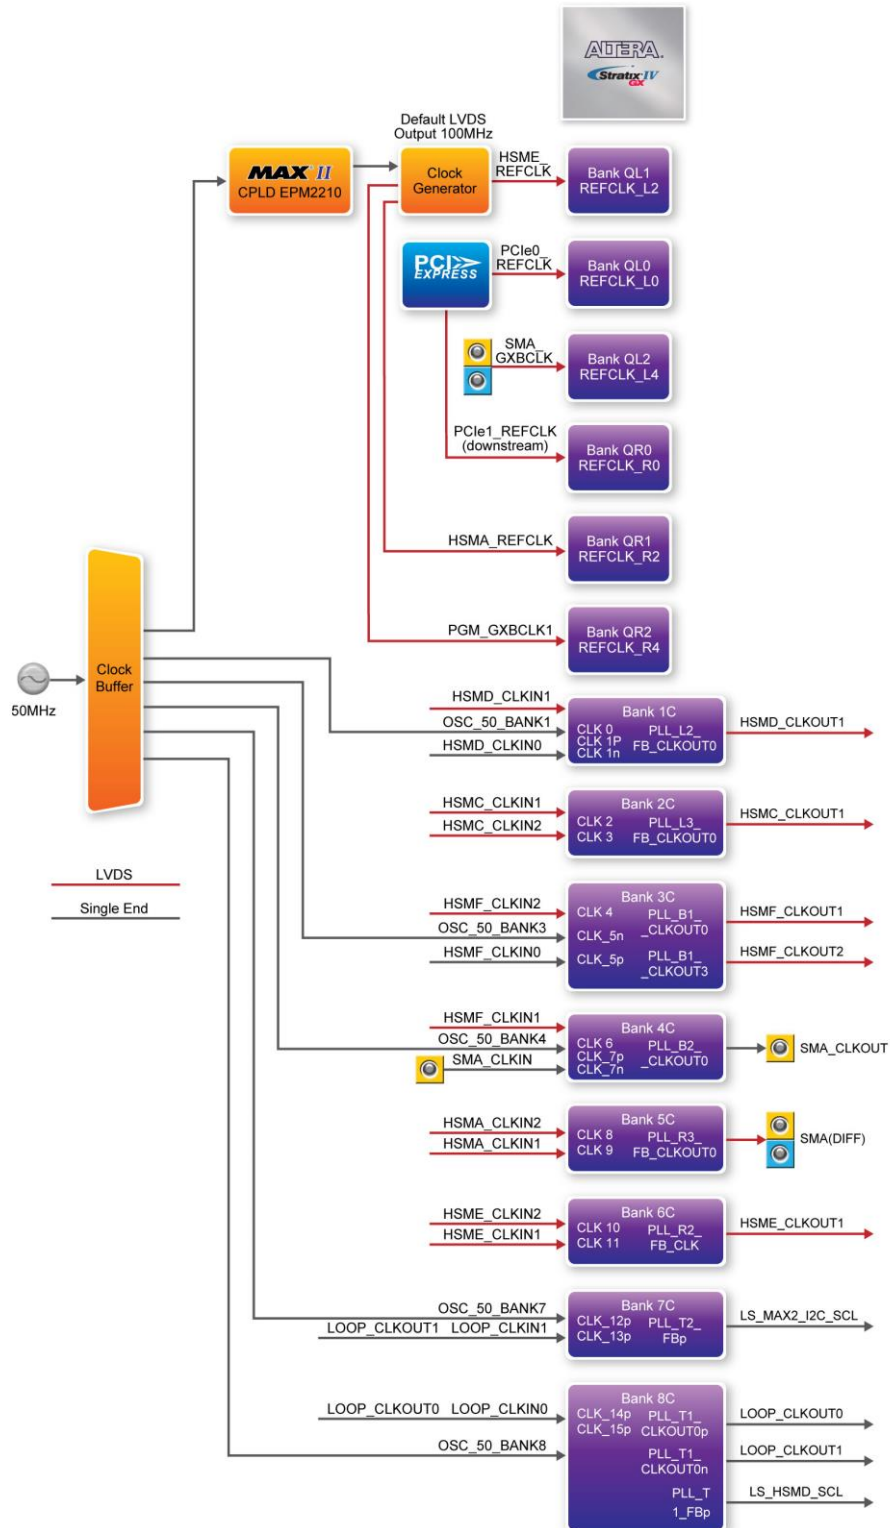 ALTERA.
Stratix IV
GX
Default LVDS
Output 100MHz
MAX II
CPLD EPM2210
Clock
Generator
HSME_
REFCLK
Bank QL1
REFCLK_L2
PCI
EXPRESS
PCIe0_
REFCLK
Bank QL0
REFCLK_L0
SMA_
GXBCLK
Bank QL2
REFCLK_L4
PCIe1_REFCLK
(downstream)
Bank QR0
REFCLK_R0
HSMA_REFCLK
Bank QR1
REFCLK_R2
PGM_GXBCLK1
Bank QR2
REFCLK_R4
50MHz
Clock
Buffer
LVDS
Single End
HSMD_CLKIN1
OSC_50_BANK1
HSMD_CLKIN0
Bank 1C
CLK 0
CLK 1P
CLK 1n
PLL_L2_
FB_CLKOUT0
HSMD_CLKOUT1
HSMC_CLKIN1
HSMC_CLKIN2
Bank 2C
CLK 2
CLK 3
PLL_L3_
FB_CLKOUT0
HSMC_CLKOUT1
HSMF_CLKIN2
OSC_50_BANK3
HSMF_CLKIN0
Bank 3C
CLK 4
CLK_5n
CLK_5p
PLL_B1_
_CLKOUT0
PLL_B1_
_CLKOUT3
HSMF_CLKOUT1
HSMF_CLKOUT2
HSMF_CLKIN1
OSC_50_BANK4
SMA_CLKIN
Bank 4C
CLK 6
CLK_7p
CLK_7n
PLL_B2_
_CLKOUT0
SMA_CLKOUT
HSMA_CLKIN2
HSMA_CLKIN1
Bank 5C
CLK 8
CLK 9
PLL_R3_
FB_CLKOUT0
SMA(DIFF)
HSME_CLKIN2
HSME_CLKIN1
Bank 6C
CLK 10
CLK 11
PLL_R2_
FB_CLK
HSME_CLKOUT1
OSC_50_BANK7
LOOP_CLKOUT1 LOOP_CLKIN1
Bank 7C
CLK_12p
CLK_13p
PLL_T2_
FBp
LS_MAX2_I2C_SCL
LOOP_CLKOUT0 LOOP_CLKIN0
OSC_50_BANK8
Bank 8C
CLK_14p
CLK_15p
PLL_T1_
CLKOUT0p
PLL_T1_
CLKOUT0n
PLL_T
1_FBp
LOOP_CLKOUT0
LOOP_CLKOUT1
LS_HSMD_SCL